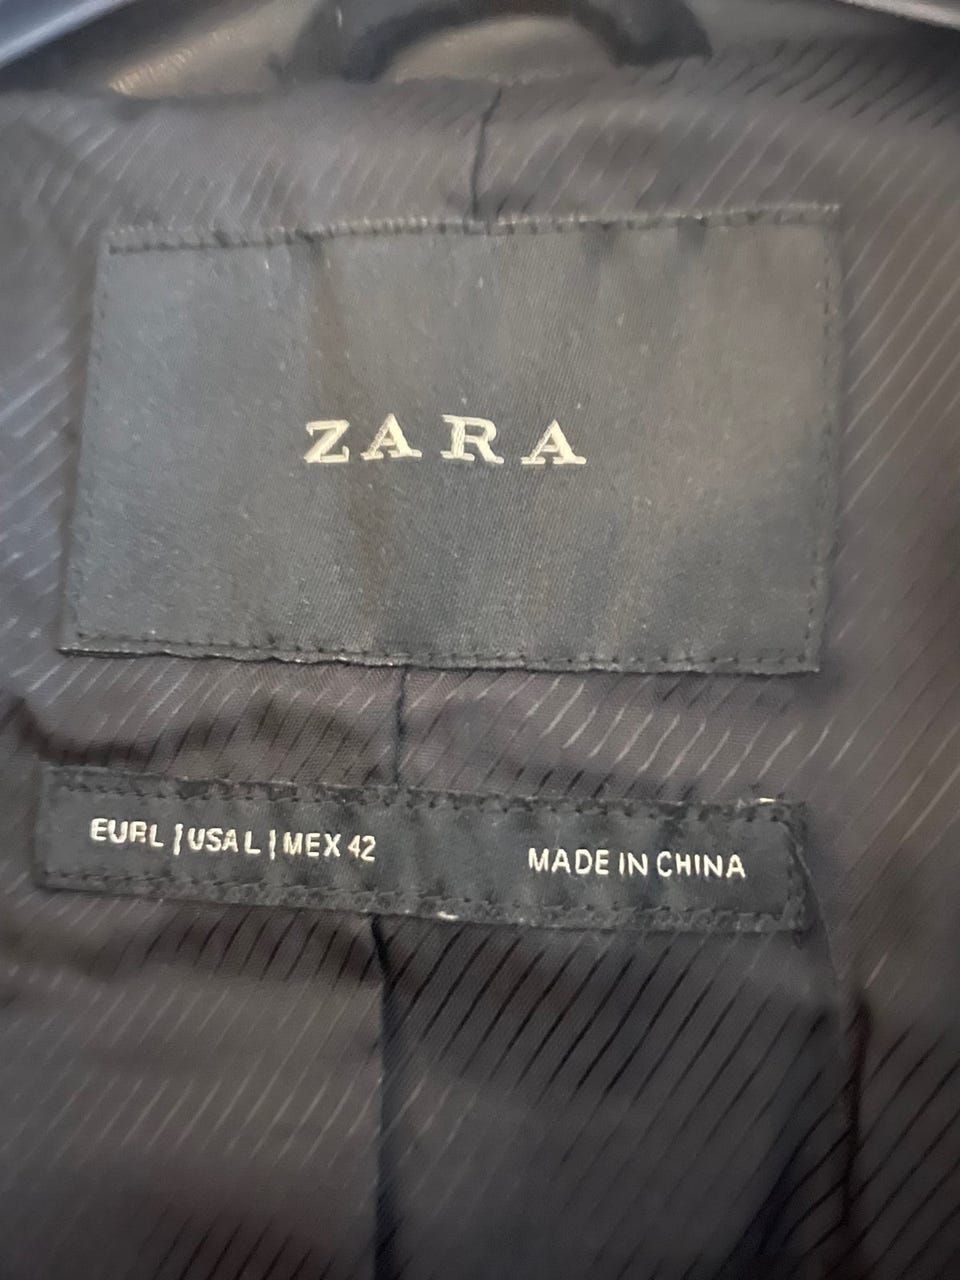 ZARA
EUR L | USA L | MEX 42
MADE IN CHINA